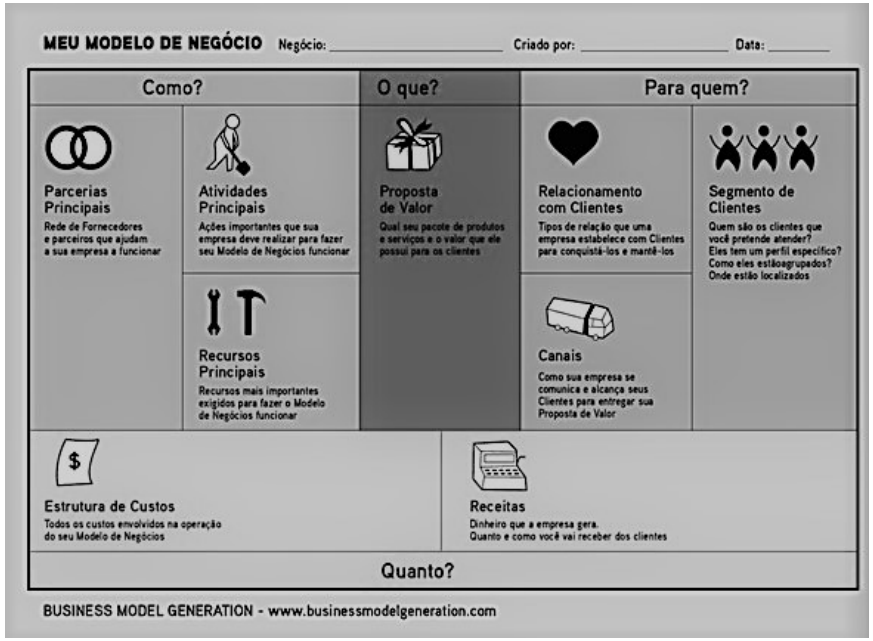 MEU MODELO DE NEGÓCIO Negócio: Criado por: Data:
Como?
O que?
Para quem?
Parcerias
Principais
Rede de Fornecedores
e parceiros que ajudam
a sua empresa a funcionar
Atividades
Principais
Ações importantes que sua
empresa deve realizar para fazer
seu Modelo de Negócios funcionar
Recursos
Principais
Recursos mais importantes
exigidos para fazer o Modelo
de Negócios funcionar
Proposta
de Valor
Qual seu pacote de produtos
e serviços e o valor que ele
possui para os clientes
Relacionamento
com Clientes
Tipos de relação que uma
empresa estabelece com Clientes
para conquistá-los e mantê-los
Canais
Como sua empresa se
comunica e alcança seus
Clientes para entregar sua
Proposta de Valor
Segmento de
Clientes
Quem são os clientes que
você pretende atender?
Eles tem um perfil específico?
Como eles estãoagrupados?
Onde estão localizados
$
Estrutura de Custos
Todos os custos envolvidos na operação
do seu Modelo de Negócios
Receitas
Dinheiro que a empresa gera.
Quanto e como você vai receber dos clientes
Quanto?
BUSINESS MODEL GENERATION - www.businessmodelgeneration.com